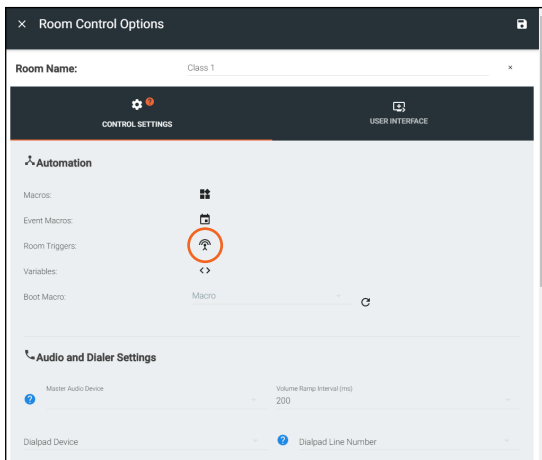 × Room Control Options
Room Name: Class 1 ×
?
CONTROL SETTINGS USER INTERFACE
Automation
Macros:
Event Macros:
Room Triggers:
Variables: <>
Boot Macro: Macro
Audio and Dialer Settings
Master Audio Device Volume Ramp Interval (ms)
? 200
Dialpad Device ? Dialpad Line Number